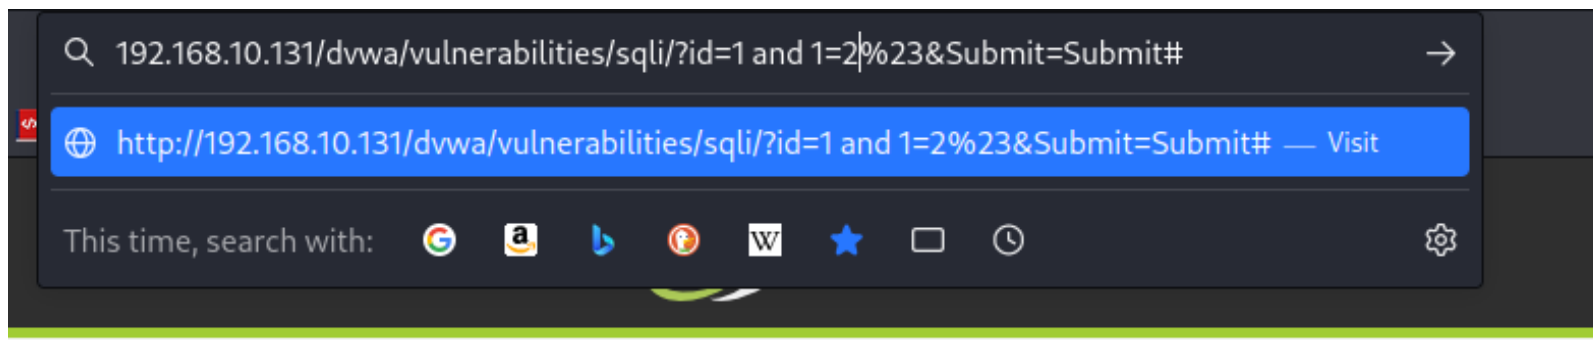 192.168.10.131/dvwa/vulnerabilities/sqli/?id=1 and 1=2%23&Submit=Submit#
http://192.168.10.131/dvwa/vulnerabilities/sqli/?id=1 and 1=2%23&Submit=Submit# — Visit
This time, search with: